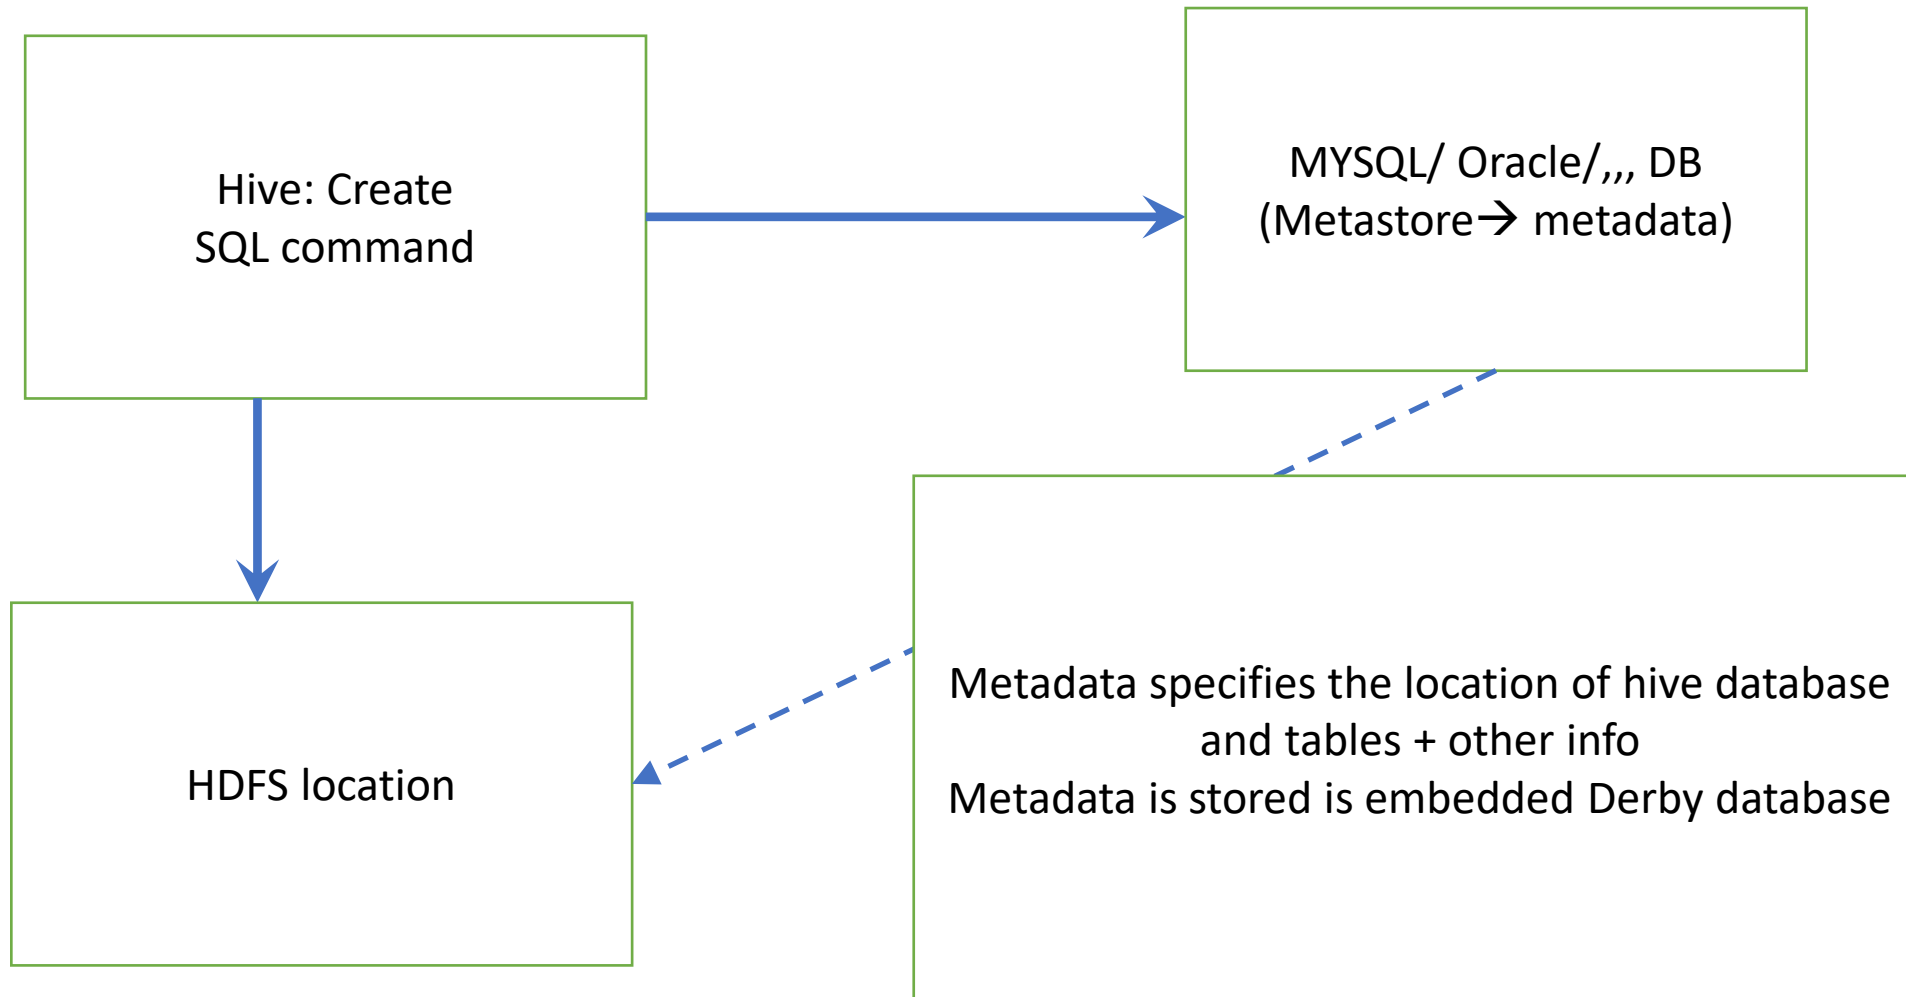 Hive: Create
SQL command
MYSQL/ Oracle/,,, DB
(Metastore→ metadata)
HDFS location
Metadata specifies the location of hive database
and tables + other info
Metadata is stored is embedded Derby database